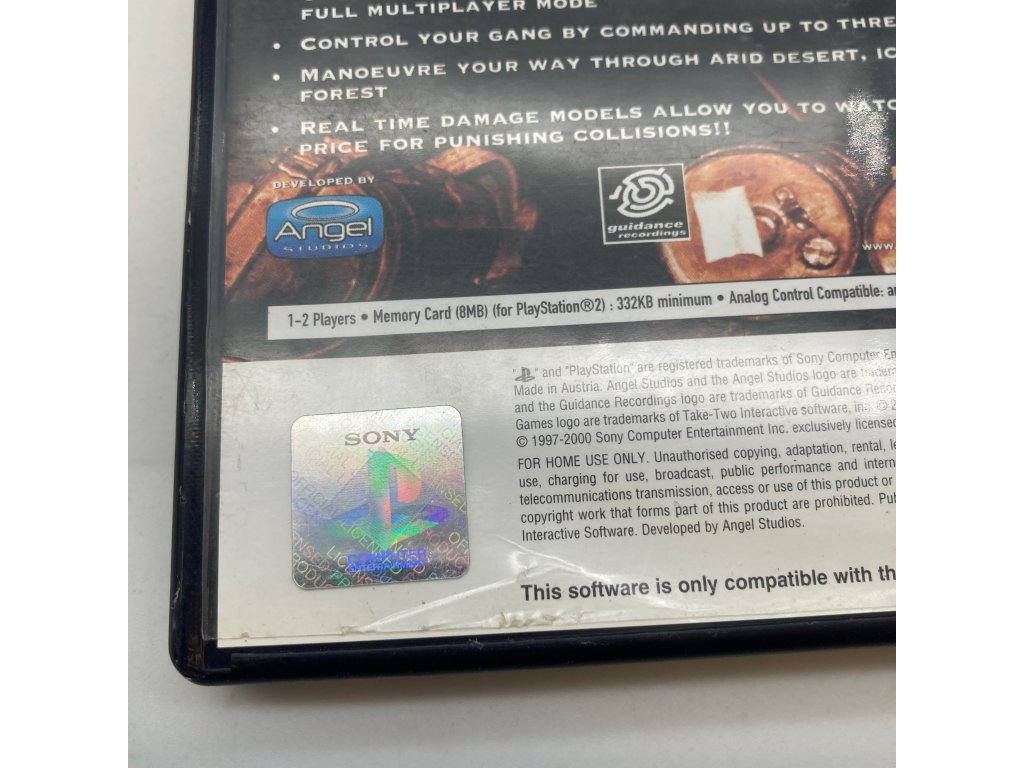 FULL MULTIPLAYER MODE
• CONTROL YOUR GANG BY COMMANDING UP TO THRE
• MANOEUVRE YOUR WAY THROUGH ARID DESERT, IC
FOREST
• REAL TIME DAMAGE MODELS ALLOW YOU TO WATC
PRICE FOR PUNISHING COLLISIONS!!
DEVELOPED BY
Angel
STUDIOS
guidance
recordings
www.
1-2 Players • Memory Card (8MB) (for PlayStation®2) : 332KB minimum • Analog Control Compatible: an
" " and "PlayStation" are registered trademarks of Sony Computer En
Made in Austria. Angel Studios and the Angel Studios logo are
and the Guidance Recordings logo are trademarks of Guidance Recor
Games logo are trademarks of Take-Two Interactive software, Inc. © 2
© 1997-2000 Sony Computer Entertainment Inc. exclusively licensed
FOR HOME USE ONLY. Unauthorised copying, adaptation, rental, le
use, charging for use, broadcast, public performance and intern
telecommunications transmission, access or use of this product or
copyright work that forms part of this product are prohibited. Pu
Interactive Software. Developed by Angel Studios.
This software is only compatible with th
SONY
COMPUTER
ENTERTAINMENT